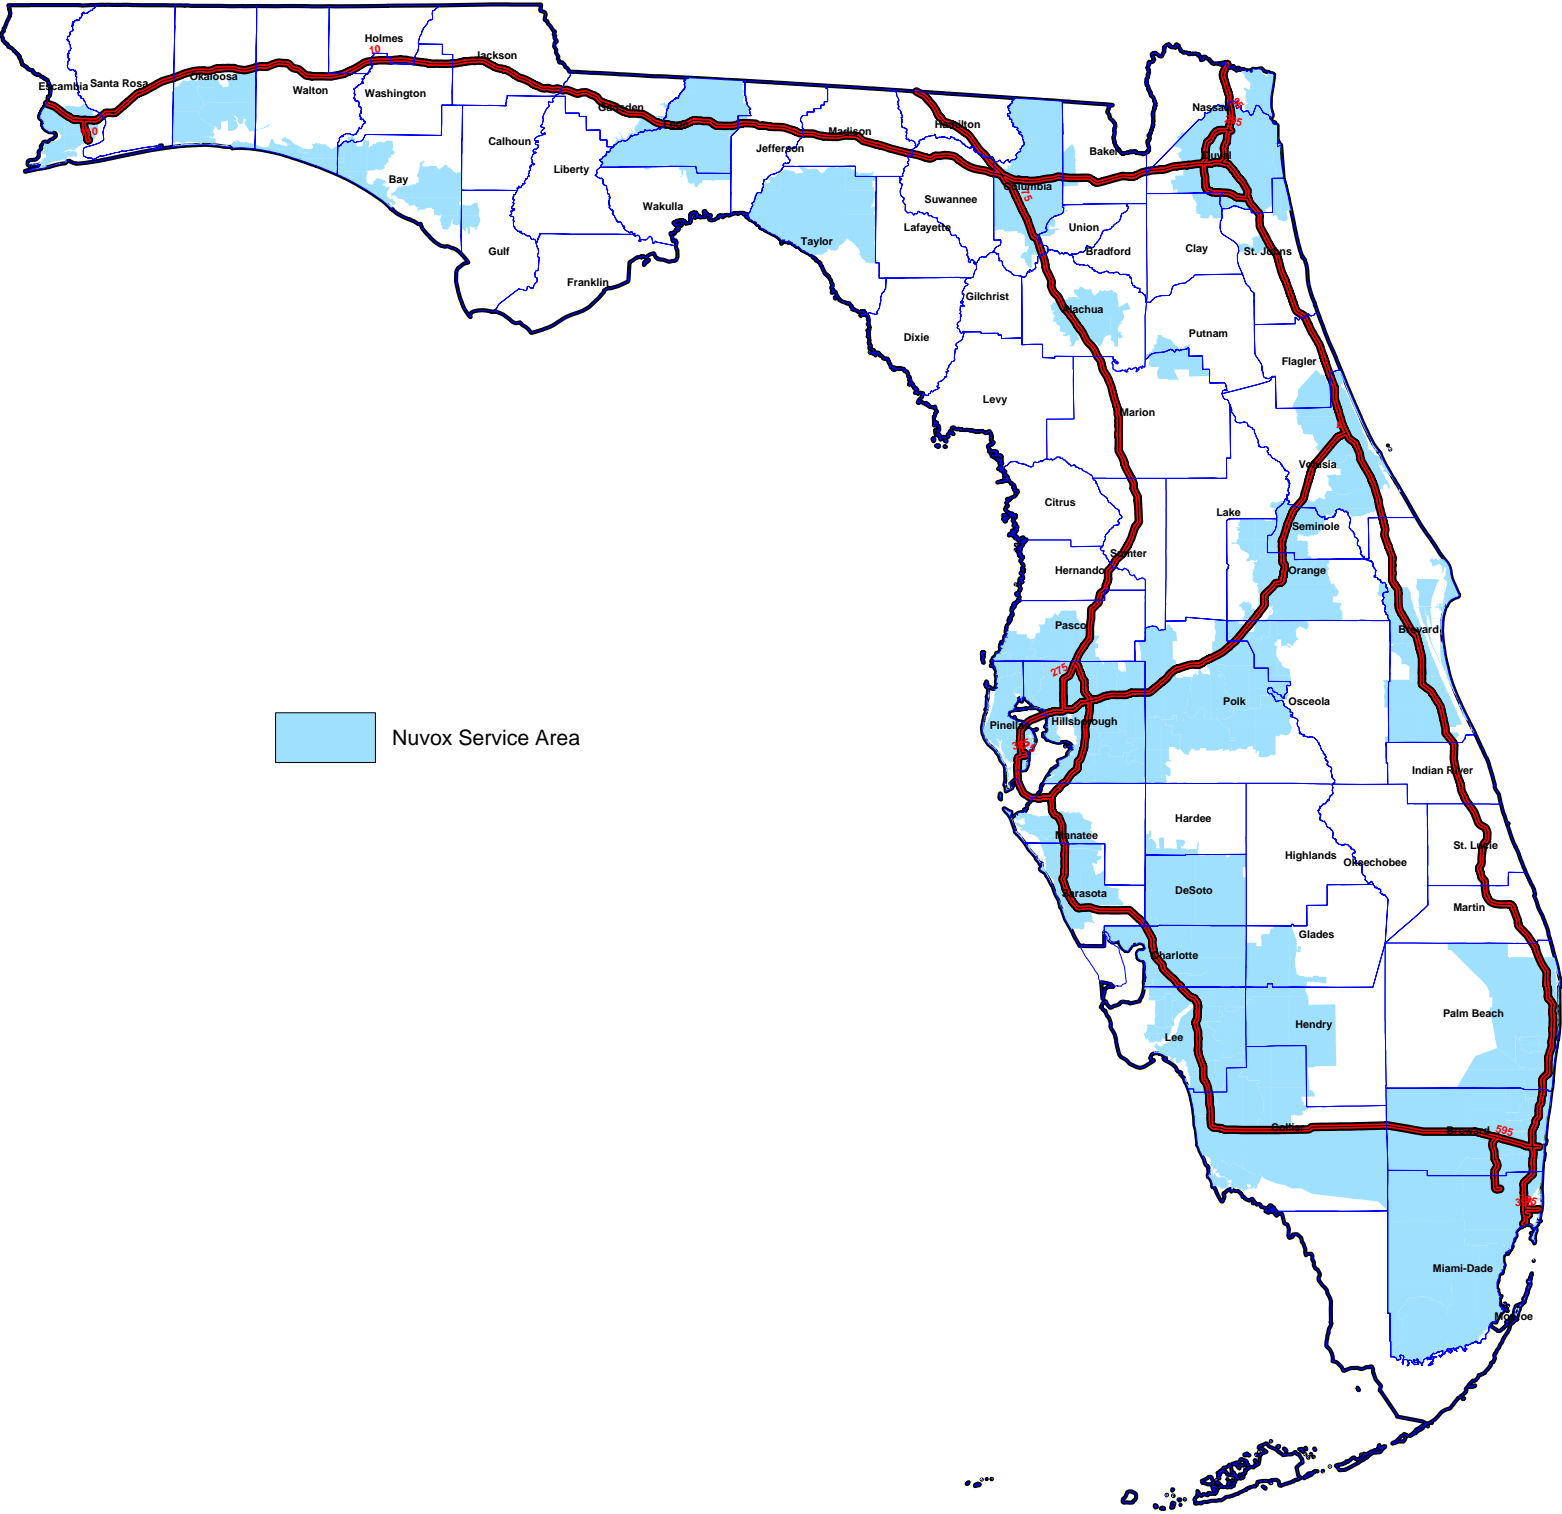 Holmes
10
Jackson
Escambia
Santa Rosa
Okaloosa
Walton
Washington
Gadsden
Leon
Madison
Hamilton
Nassau
Calhoun
Jefferson
Baker
Duval
Liberty
Bay
Columbia
75
Suwannee
Wakulla
Lafayette
Union
Taylor
Bradford
Clay
St. Johns
Gulf
Franklin
Gilchrist
Alachua
Dixie
Putnam
Flagler
Levy
Marion
Volusia
Citrus
Lake
Seminole
Sumter
Hernando
Orange
Pasco
Brevard
275
Polk
Osceola
Pinellas
Hillsborough
Nuvox Service Area
Indian River
Hardee
Manatee
Highlands
Okeechobee
St. Lucie
Sarasota
DeSoto
Martin
Glades
Charlotte
Palm Beach
Hendry
Lee
Collier
Broward
595
Miami-Dade
Monroe